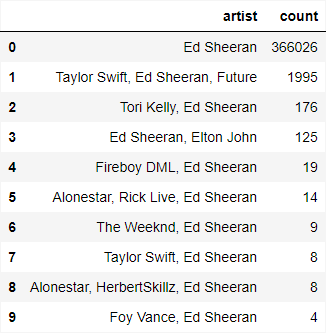 artist count
0 Ed Sheeran 366026
1 Taylor Swift, Ed Sheeran, Future 1995
2 Tori Kelly, Ed Sheeran 176
3 Ed Sheeran, Elton John 125
4 Fireboy DML, Ed Sheeran 19
5 Alonestar, Rick Live, Ed Sheeran 14
6 The Weeknd, Ed Sheeran 9
7 Taylor Swift, Ed Sheeran 8
8 Alonestar, HerbertSkillz, Ed Sheeran 8
9 Foy Vance, Ed Sheeran 4